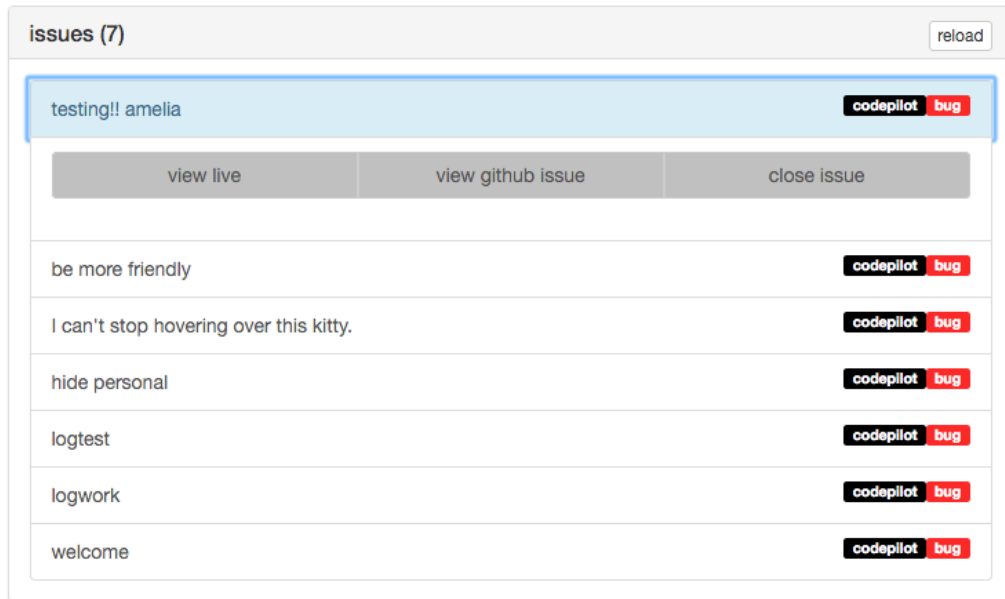 issues (7) reload
testing!! amelia codepilot bug
view live view github issue close issue
be more friendly codepilot bug
I can't stop hovering over this kitty. codepilot bug
hide personal codepilot bug
logtest codepilot bug
logwork codepilot bug
welcome codepilot bug